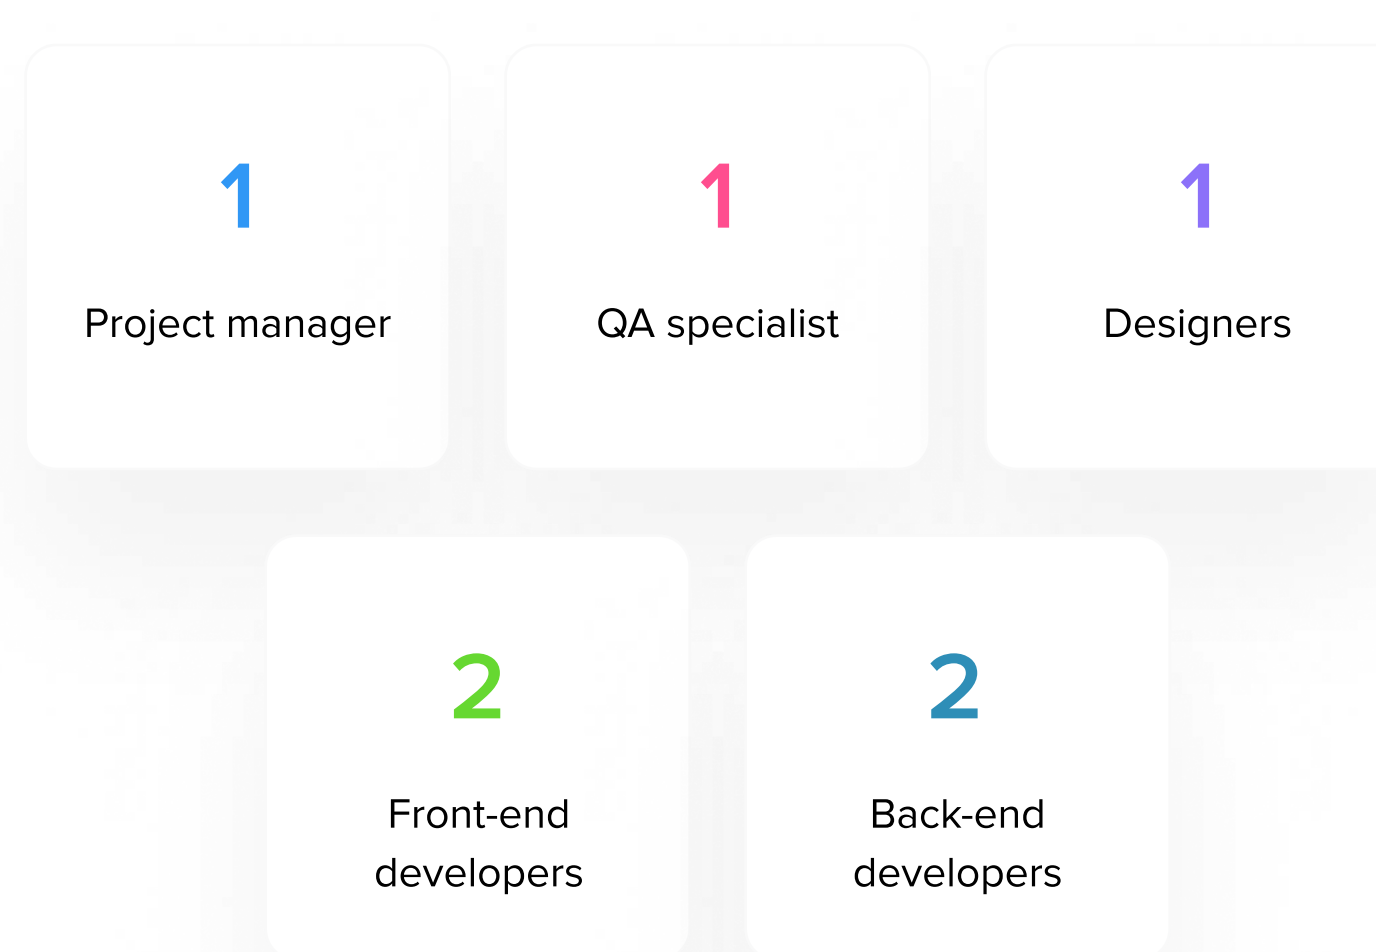 1
Project manager
1
QA specialist
1
Designers
2
Front-end
developers
2
Back-end
developers